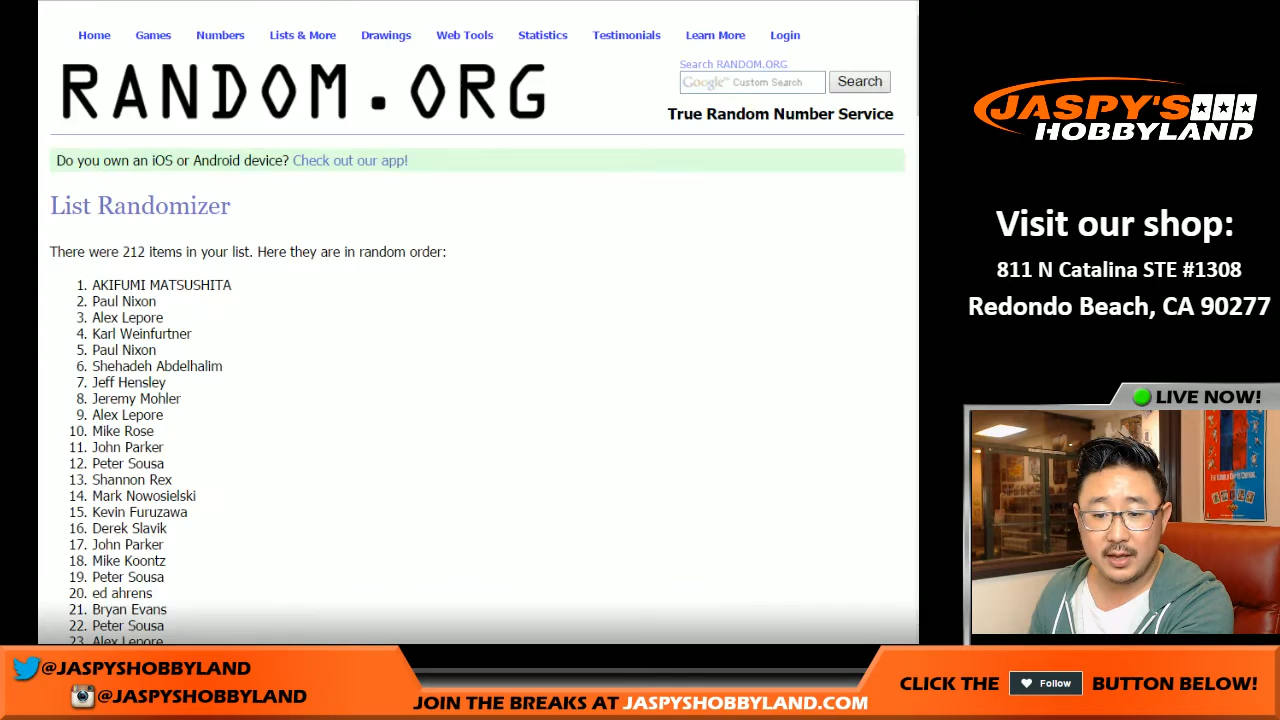 Home Games Numbers Lists & More Drawings Web Tools Statistics Testimonials Learn More Login
RANDOM.ORG
Search RANDOM.ORG
Google™ Custom Search Search
True Random Number Service
Do you own an iOS or Android device? Check out our app!
List Randomizer
There were 212 items in your list. Here they are in random order:
1. AKIFUMI MATSUSHITA
2. Paul Nixon
3. Alex Lepore
4. Karl Weinfurtner
5. Paul Nixon
6. Shehadeh Abdelhalim
7. Jeff Hensley
8. Jeremy Mohler
9. Alex Lepore
10. Mike Rose
11. John Parker
12. Peter Sousa
13. Shannon Rex
14. Mark Nowosielski
15. Kevin Furuzawa
16. Derek Slavik
17. John Parker
18. Mike Koontz
19. Peter Sousa
20. ed ahrens
21. Bryan Evans
22. Peter Sousa
23. Alex Lepore
JASPY'S
HOBBYLAND
Visit our shop:
811 N Catalina STE #1308
Redondo Beach, CA 90277
LIVE NOW!
@JASPYSHOBBYLAND
@JASPYSHOBBYLAND
JOIN THE BREAKS AT JASPYSHOBBYLAND.COM
CLICK THE Follow BUTTON BELOW!